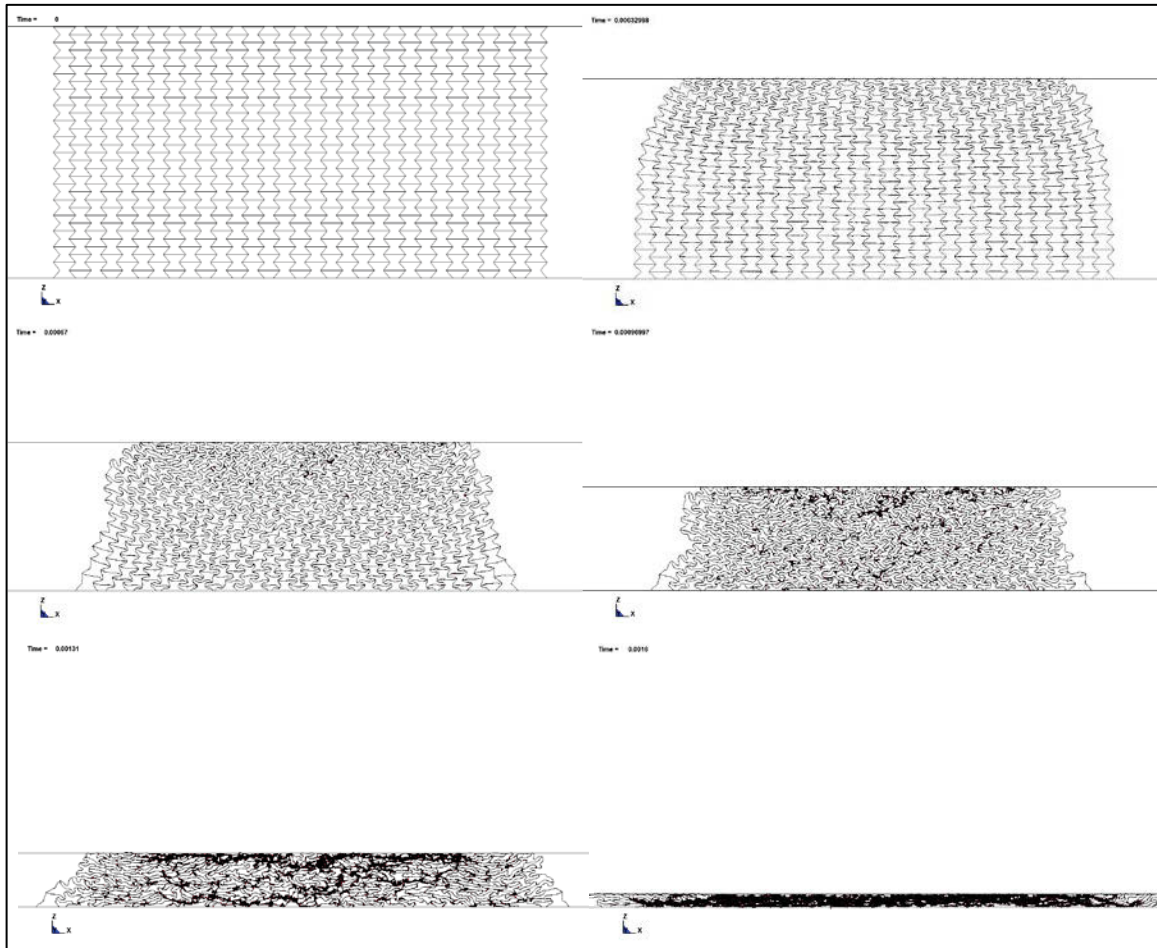 Time = 0
Time = 0.00032998
Z
X
Z
X
Time = 0.00067
Time = 0.00098997
Z
X
Z
X
Time = 0.00131
Time = 0.0016
Z
X
Z
X